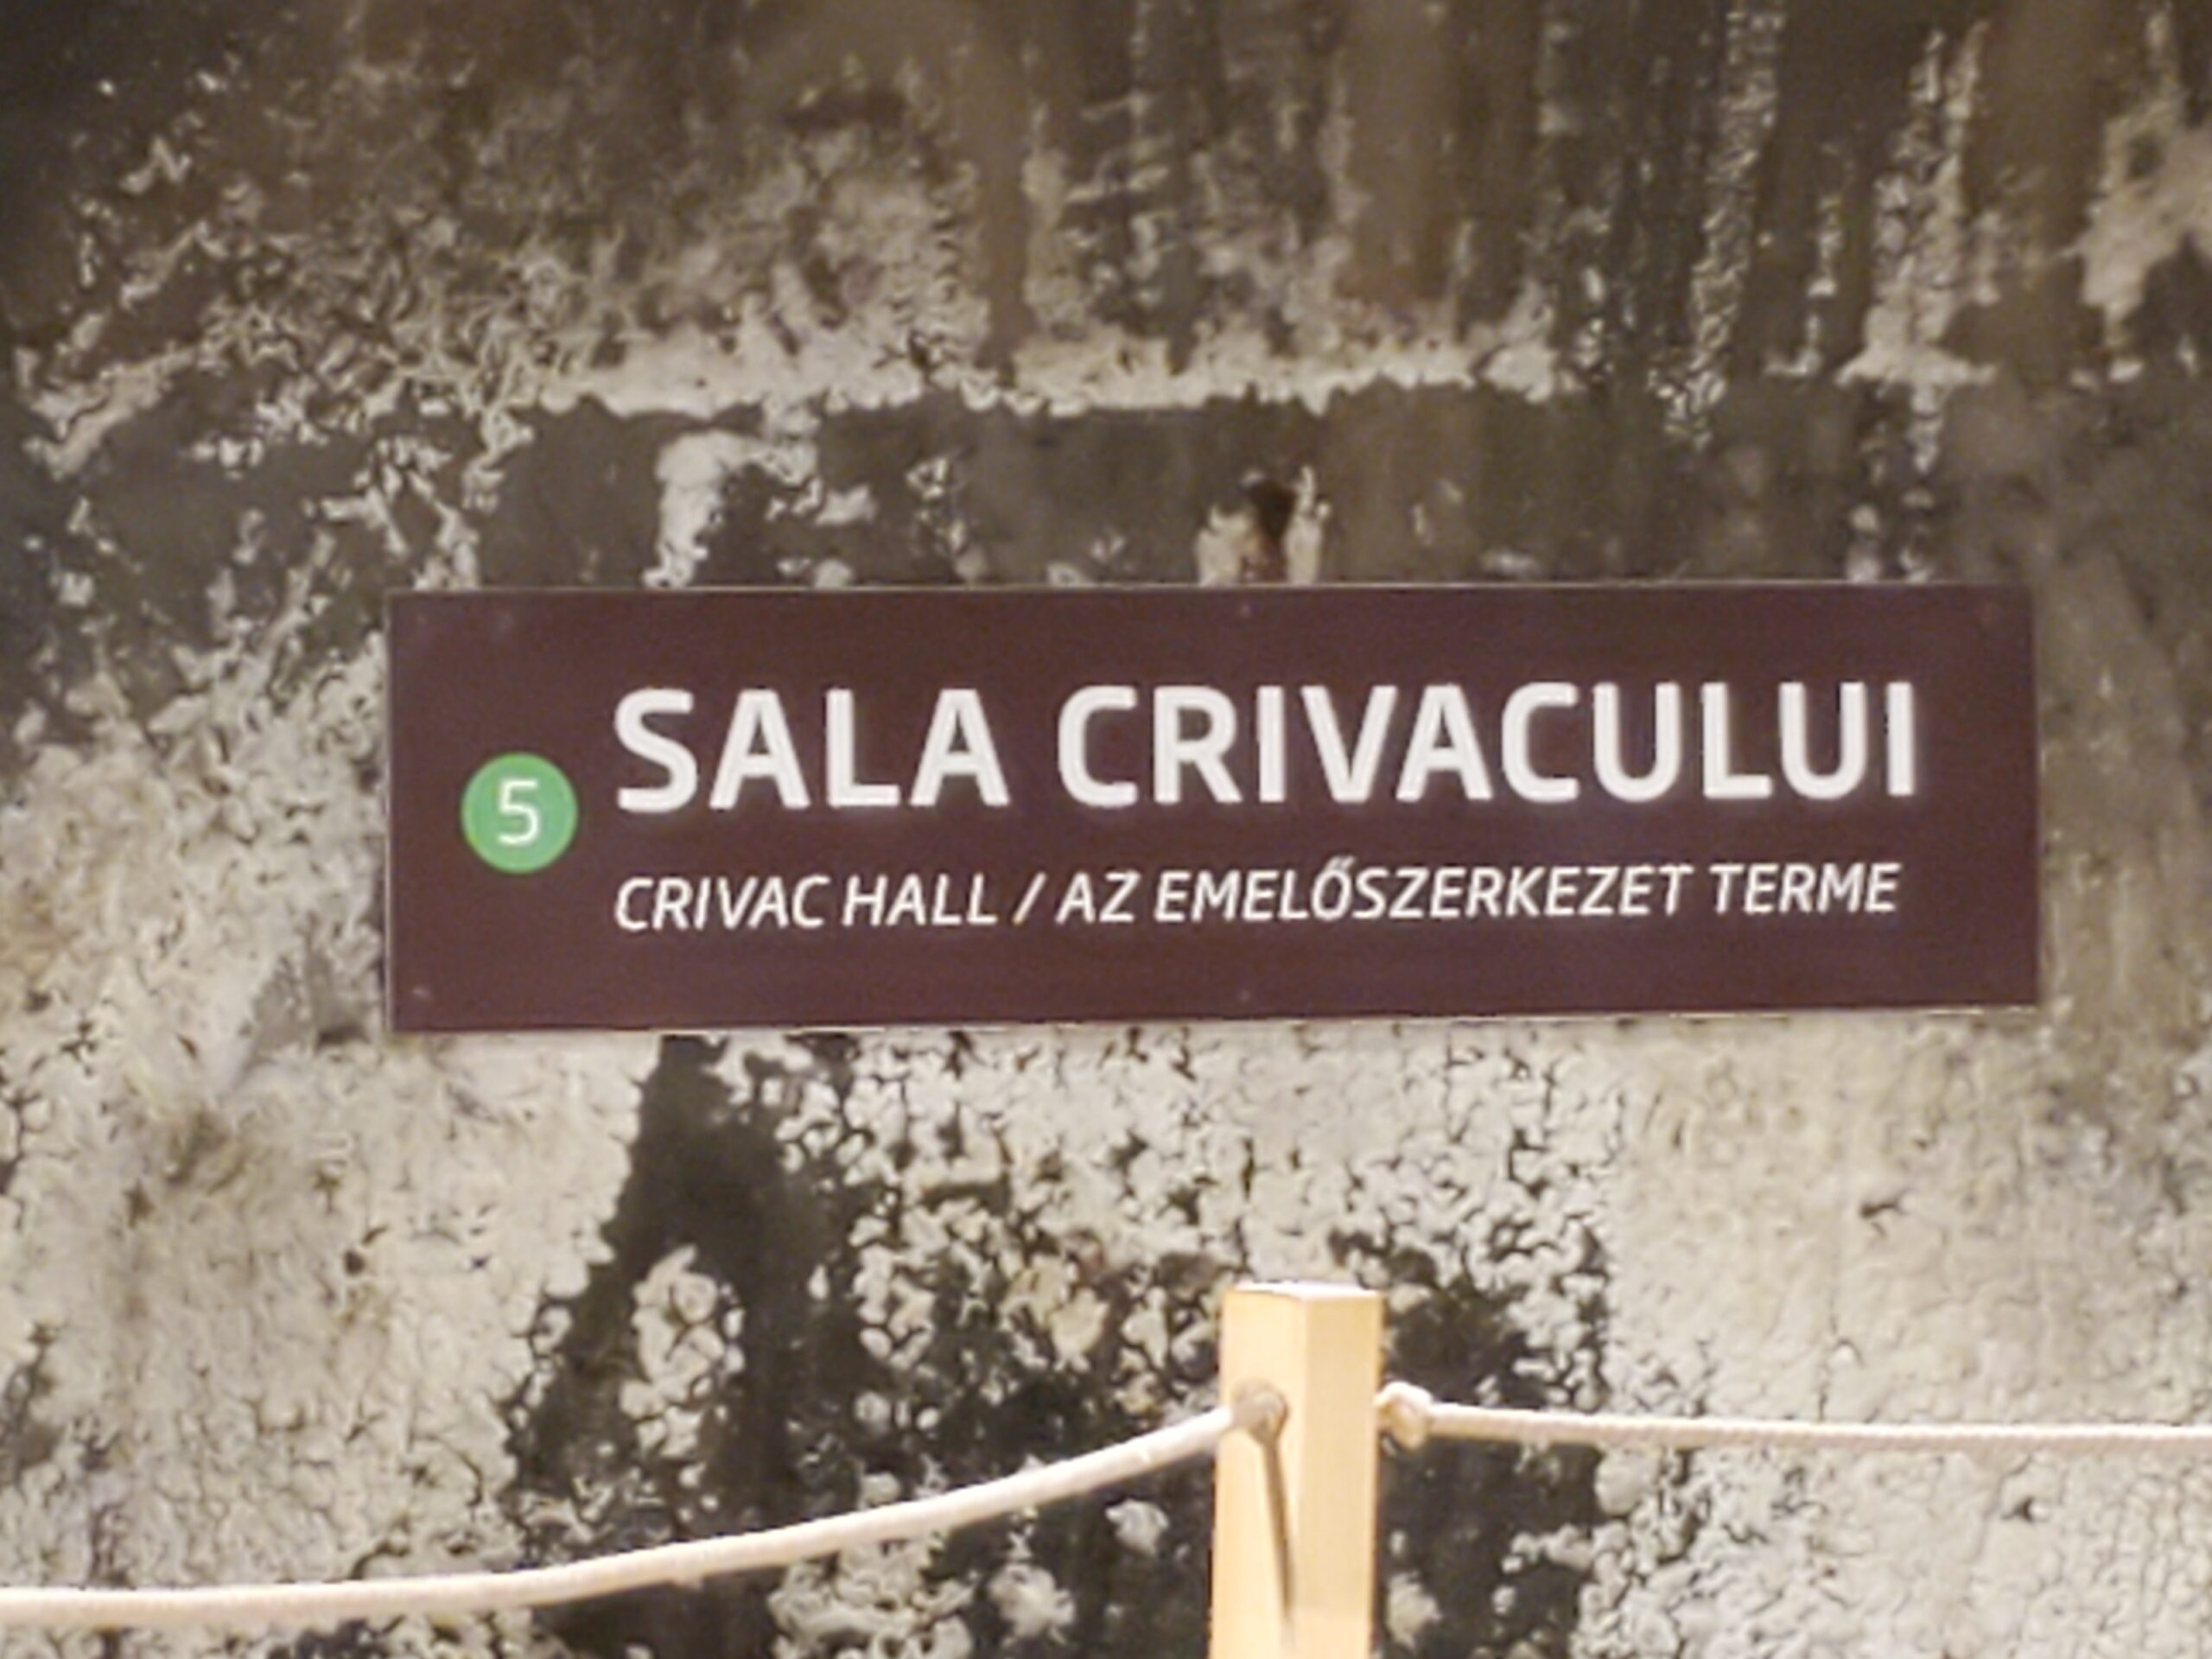 SALA CRIVACULUI
5
CRIVAC HALL / AZ EMELŐSZERKEZET TERME